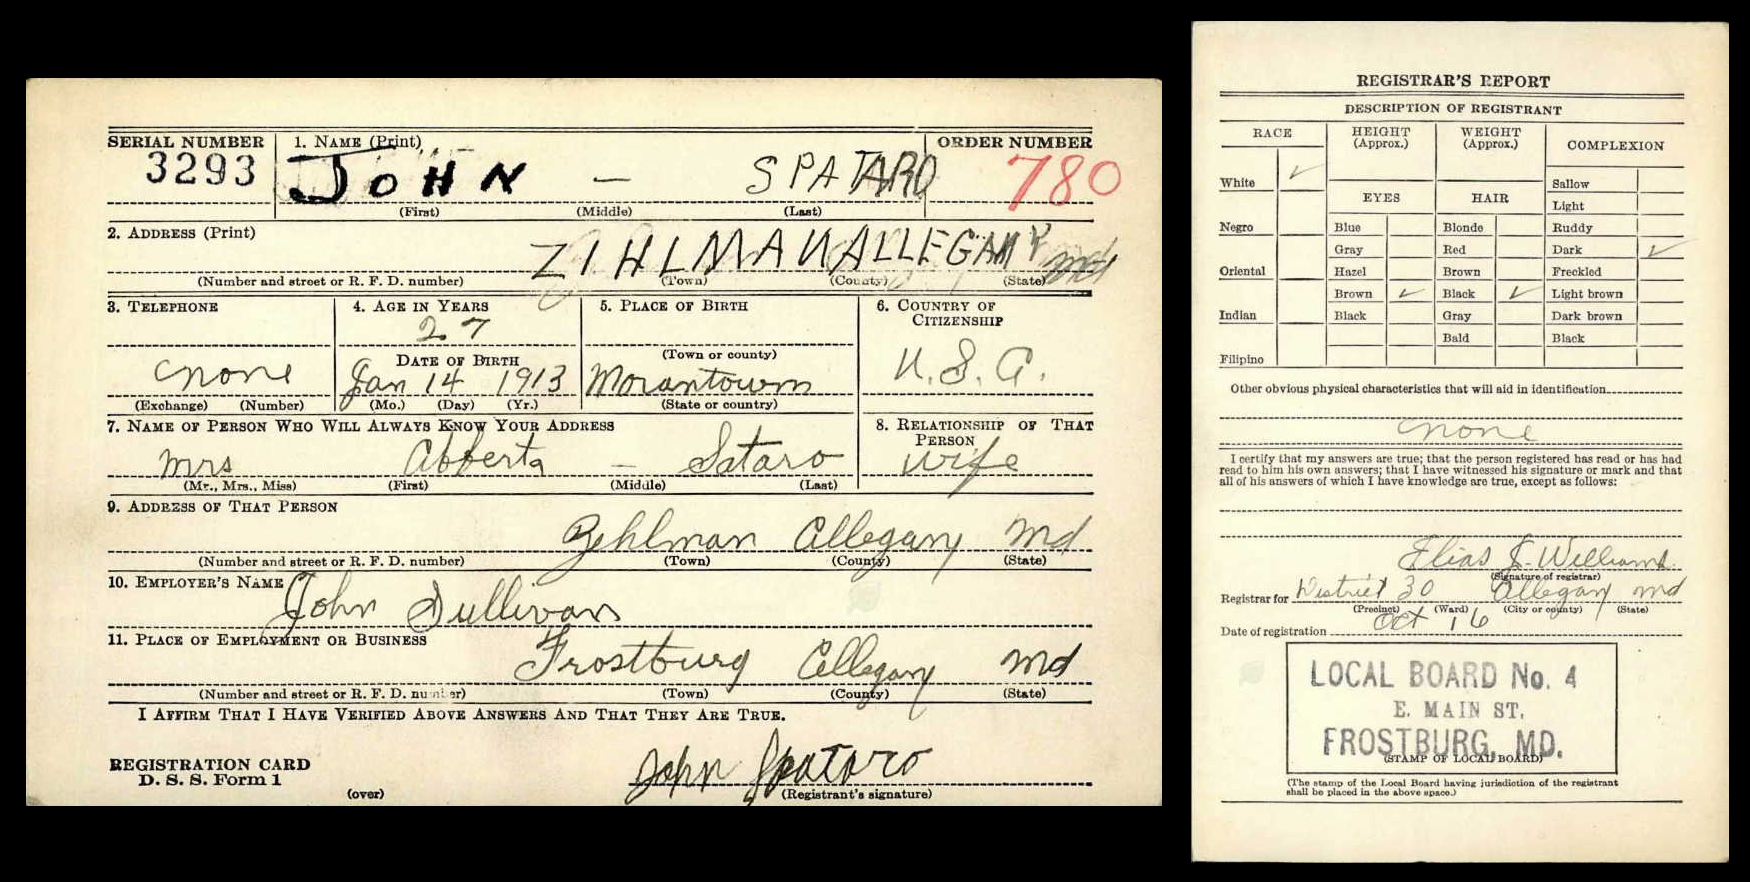 SERIAL NUMBER 1. NAME (Print) ORDER NUMBER
3293 JOHN — SPATARO 780
(First) (Middle) (Last)
2. ADDRESS (Print)
ZIHLMAN ALLEGANY Md
(Number and street or R. F. D. number) (Town) (County) (State)
3. TELEPHONE 4. AGE IN YEARS 5. PLACE OF BIRTH 6. COUNTRY OF CITIZENSHIP
27
(Town or county)
DATE OF BIRTH
none Jan 14 1913 Morantown U. S. A.
(Exchange) (Number) (Mo.) (Day) (Yr.) (State or country)
7. NAME OF PERSON WHO WILL ALWAYS KNOW YOUR ADDRESS 8. RELATIONSHIP OF THAT PERSON
Mrs — Sataro wife
(Mr., Mrs., Miss) (First) (Middle) (Last)
9. ADDRESS OF THAT PERSON
Zehlman Allegany Md
(Number and street or R. F. D. number) (Town) (County) (State)
10. EMPLOYER'S NAME
John Sullivan
11. PLACE OF EMPLOYMENT OR BUSINESS
Frostburg Allegany Md
(Number and street or R. F. D. number) (Town) (County) (State)
I AFFIRM THAT I HAVE VERIFIED ABOVE ANSWERS AND THAT THEY ARE TRUE.
REGISTRATION CARD John Spataro
D. S. S. Form 1
(over) (Registrant's signature)
REGISTRAR'S REPORT
DESCRIPTION OF REGISTRANT
RACE HEIGHT (Approx.) WEIGHT (Approx.) COMPLEXION
White ✓ Sallow
EYES HAIR Light
Negro Blue Blonde Ruddy
Gray Red Dark ✓
Oriental Hazel Brown Freckled
Brown ✓ Black ✓ Light brown
Indian Black Gray Dark brown
Bald Black
Filipino
Other obvious physical characteristics that will aid in identification
none
I certify that my answers are true; that the person registered has read or has had
read to him his own answers; that I have witnessed his signature or mark and that
all of his answers of which I have knowledge are true, except as follows:
Elias J. Williams
(Signature of registrar)
Registrar for District 30 Allegany Md
(Precinct) (Ward) (City or county) (State)
Date of registration Oct 16
LOCAL BOARD No. 4
E. MAIN ST.
FROSTBURG, MD.
(STAMP OF LOCAL BOARD)
(The stamp of the Local Board having jurisdiction of the registrant
shall be placed in the above space.)